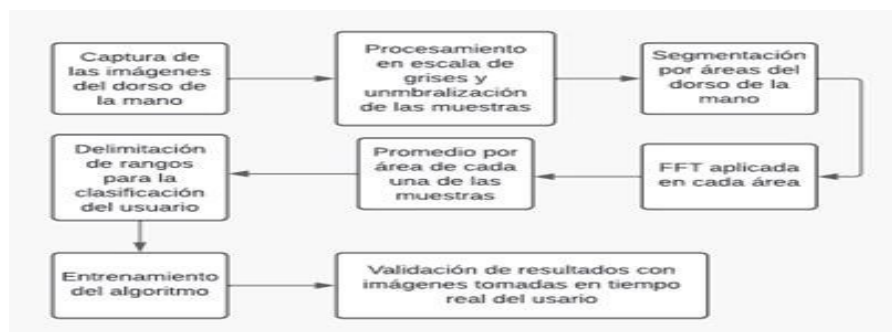 Captura de
las imágenes
del dorso de
la mano
Procesamiento
en escala de
grises y
unmbralización
de las muestras
Segmentación
por áreas del
dorso de la
mano
FFT aplicada
en cada área
Promedio por
área de cada
una de las
muestras
Delimitación
de rangos
para la
clasificación
del usuario
Entrenamiento
del algoritmo
Validación de resultados con
imágenes tomadas en tiempo
real del usario